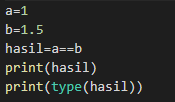 a=1
b=1.5
hasil=a==b
print(hasil)
print(type(hasil))